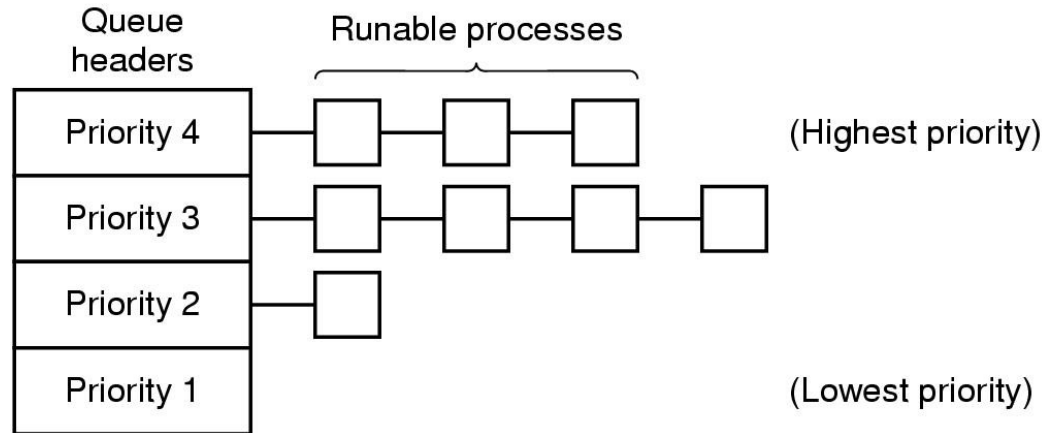 Queue
headers
Runable processes
Priority 4
(Highest priority)
Priority 3
Priority 2
Priority 1
(Lowest priority)